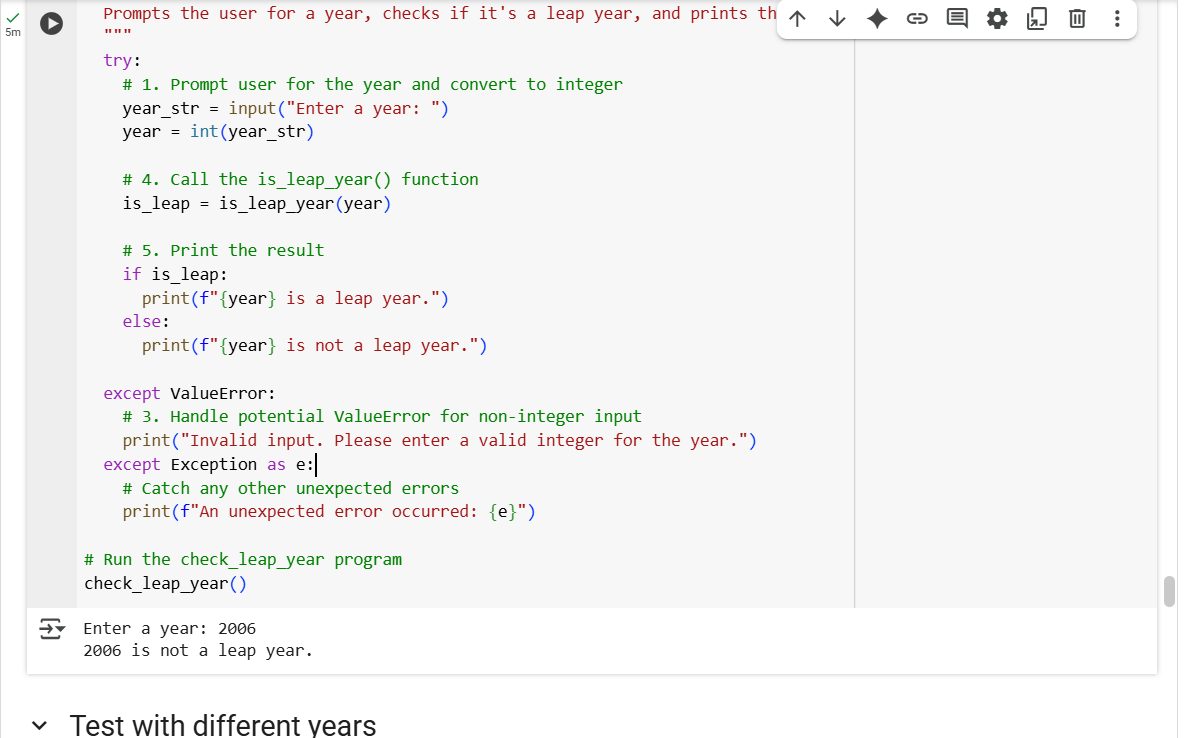 Prompts the user for a year, checks if it's a leap year, and prints th
5m
"""
try:
# 1. Prompt user for the year and convert to integer
year_str = input("Enter a year: ")
year = int(year_str)
# 4. Call the is_leap_year() function
is_leap = is_leap_year(year)
# 5. Print the result
if is_leap:
print(f"{year} is a leap year.")
else:
print(f"{year} is not a leap year.")
except ValueError:
# 3. Handle potential ValueError for non-integer input
print("Invalid input. Please enter a valid integer for the year.")
except Exception as e:
# Catch any other unexpected errors
print(f"An unexpected error occurred: {e}")
# Run the check_leap_year program
check_leap_year()
Enter a year: 2006
2006 is not a leap year.
Test with different years